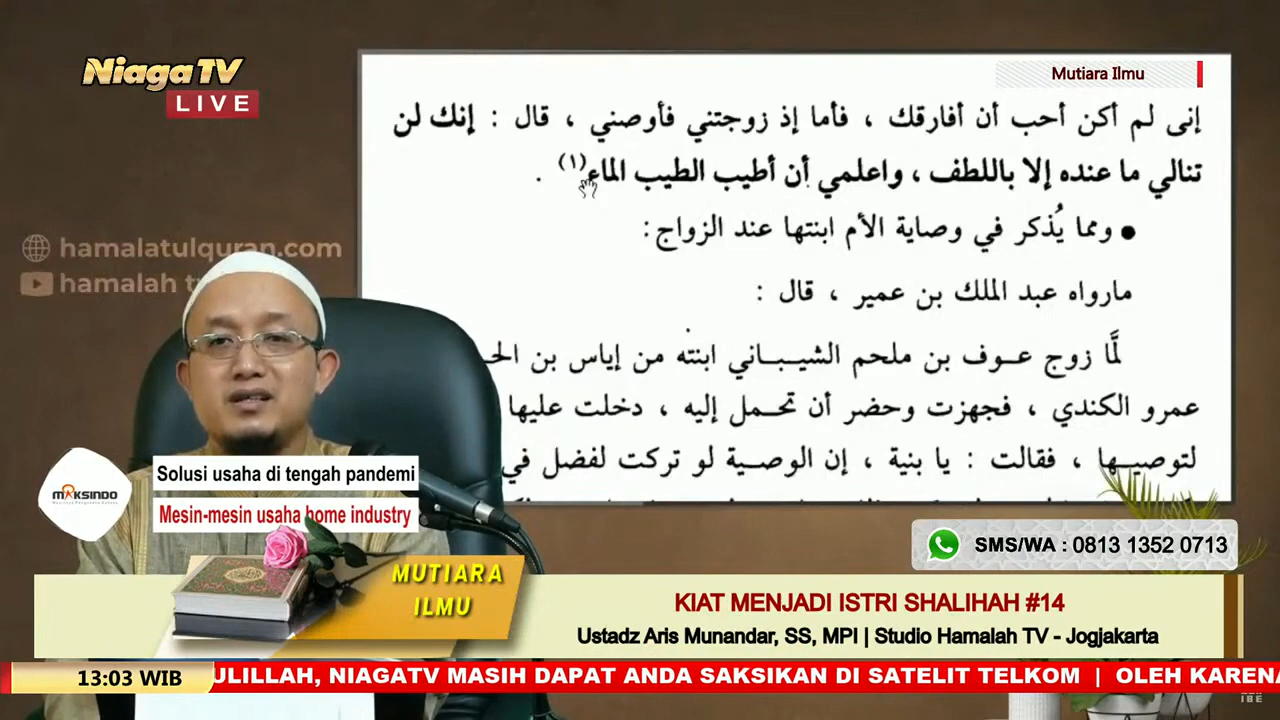 Niaga TV
LIVE
Mutiara Ilmu
إنى لم أكن أحب أن أفارقك ، فأما إذ زوجتني فأوصني ، قال : إنك لن
تنالي ما عنده إلا باللطف ، واعلمي أن أطيب الطيب الماء(١) .
● ومما يُذكر في وصاية الأم ابنتها عند الزواج:
مارواه عبد الملك بن عمير ، قال :
لَّما زوج عـوف بن ملحم الشيبـاني ابنته من إياس بن
عمرو الكندي ، فجهزت وحضر أن تحمـل إليه ، دخلت عليها
لتوصيـها ، فقالت : يا بنية ، إن الوصية لو تركت لفضل في
hamalatulquran.com
hamalah
MAKSINDO
Solusi usaha di tengah pandemi
Mesin-mesin usaha home industry
SMS/WA : 0813 1352 0713
MUTIARA
ILMU
KIAT MENJADI ISTRI SHALIHAH #14
Ustadz Aris Munandar, SS, MPI | Studio Hamalah TV - Jogjakarta
13:03 WIB
ULILLAH, NIAGATV MASIH DAPAT ANDA SAKSIKAN DI SATELIT TELKOM | OLEH KARENA